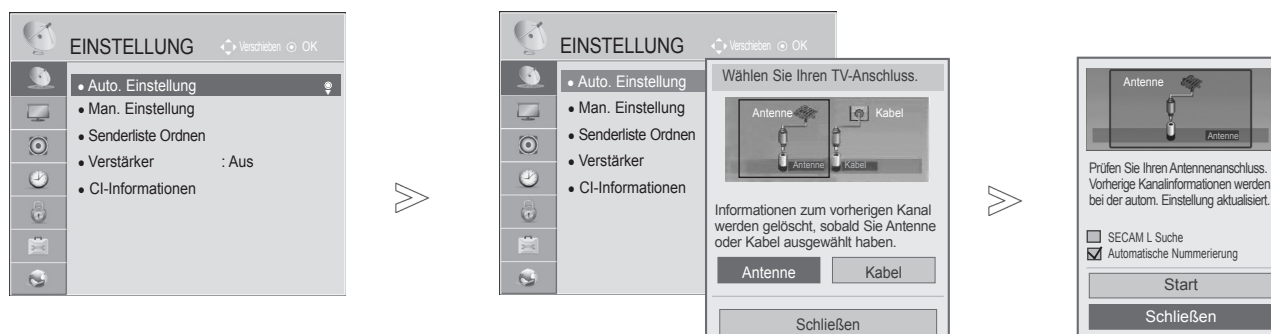 EINSTELLUNG
Verschieben OK
• Auto. Einstellung
• Man. Einstellung
• Senderliste Ordnen
• Verstärker : Aus
• CI-Informationen
EINSTELLUNG
Verschieben OK
• Auto. Einstellung
• Man. Einstellung
• Senderliste Ordnen
• Verstärker
• CI-Informationen
Wählen Sie Ihren TV-Anschluss.
Antenne Kabel
Antenne Kabel
Informationen zum vorherigen Kanal
werden gelöscht, sobald Sie Antenne
oder Kabel ausgewählt haben.
Antenne Kabel
Schließen
Antenne
Antenne
Prüfen Sie Ihren Antennenanschluss.
Vorherige Kanalinformationen werden
bei der autom. Einstellung aktualisiert.
SECAM L Suche
Automatische Nummerierung
Start
Schließen